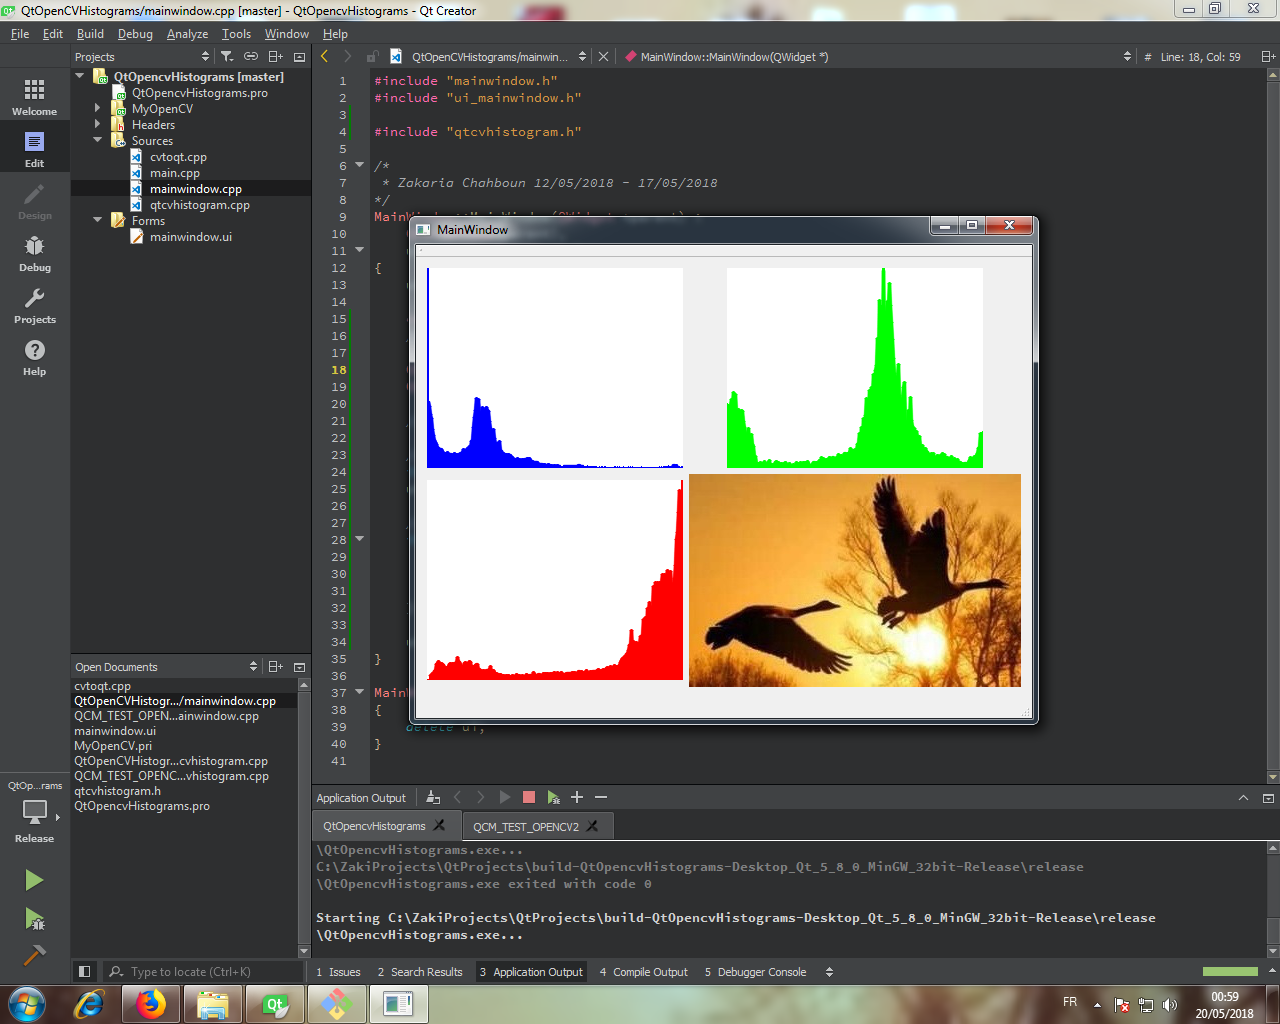 QtOpenCVHistograms/mainwindow.cpp [master] - QtOpencvHistograms - Qt Creator
File Edit Build Debug Analyze Tools Window Help
Projects
QtOpenCVHistograms/mainwin... MainWindow::MainWindow(QWidget *) # Line: 18, Col: 59
Welcome
Edit
Design
Debug
Projects
Help
QtOpencvHistograms [master]
QtOpencvHistograms.pro
MyOpenCV
Headers
Sources
cvtoqt.cpp
main.cpp
mainwindow.cpp
qtcvhistogram.cpp
Forms
mainwindow.ui
1 #include "mainwindow.h"
2 #include "ui_mainwindow.h"
3
4 #include "qtcvhistogram.h"
5
6 /*
7 * Zakaria Chahboun 12/05/2018 - 17/05/2018
8 */
9
10
11
12 {
13
14
15
16
17
18
19
20
21
22
23
24
25
26
27
28
29
30
31
32
33
34
35 }
36
37 Main
38 {
39 delete ui;
40 }
41
MainWindow
Open Documents
cvtoqt.cpp
QtOpenCVHistogr.../mainwindow.cpp
QCM_TEST_OPEN...ainwindow.cpp
mainwindow.ui
MyOpenCV.pri
QtOpenCVHistogr...cvhistogram.cpp
QCM_TEST_OPENC...vhistogram.cpp
qtcvhistogram.h
QtOpencvHistograms.pro
QtOp...rams
Release
Application Output
QtOpencvHistograms QCM_TEST_OPENCV2
\QtOpencvHistograms.exe...
C:\ZakiProjects\QtProjects\build-QtOpencvHistograms-Desktop_Qt_5_8_0_MinGW_32bit-Release\release
\QtOpencvHistograms.exe exited with code 0
Starting C:\ZakiProjects\QtProjects\build-QtOpencvHistograms-Desktop_Qt_5_8_0_MinGW_32bit-Release\release
\QtOpencvHistograms.exe...
Type to locate (Ctrl+K) 1 Issues 2 Search Results 3 Application Output 4 Compile Output 5 Debugger Console
FR 00:59
20/05/2018